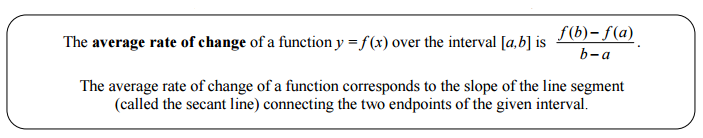 The average rate of change of a function y = f(x) over the interval [a,b] is f(b) – f(a) / b – a .
The average rate of change of a function corresponds to the slope of the line segment
(called the secant line) connecting the two endpoints of the given interval.